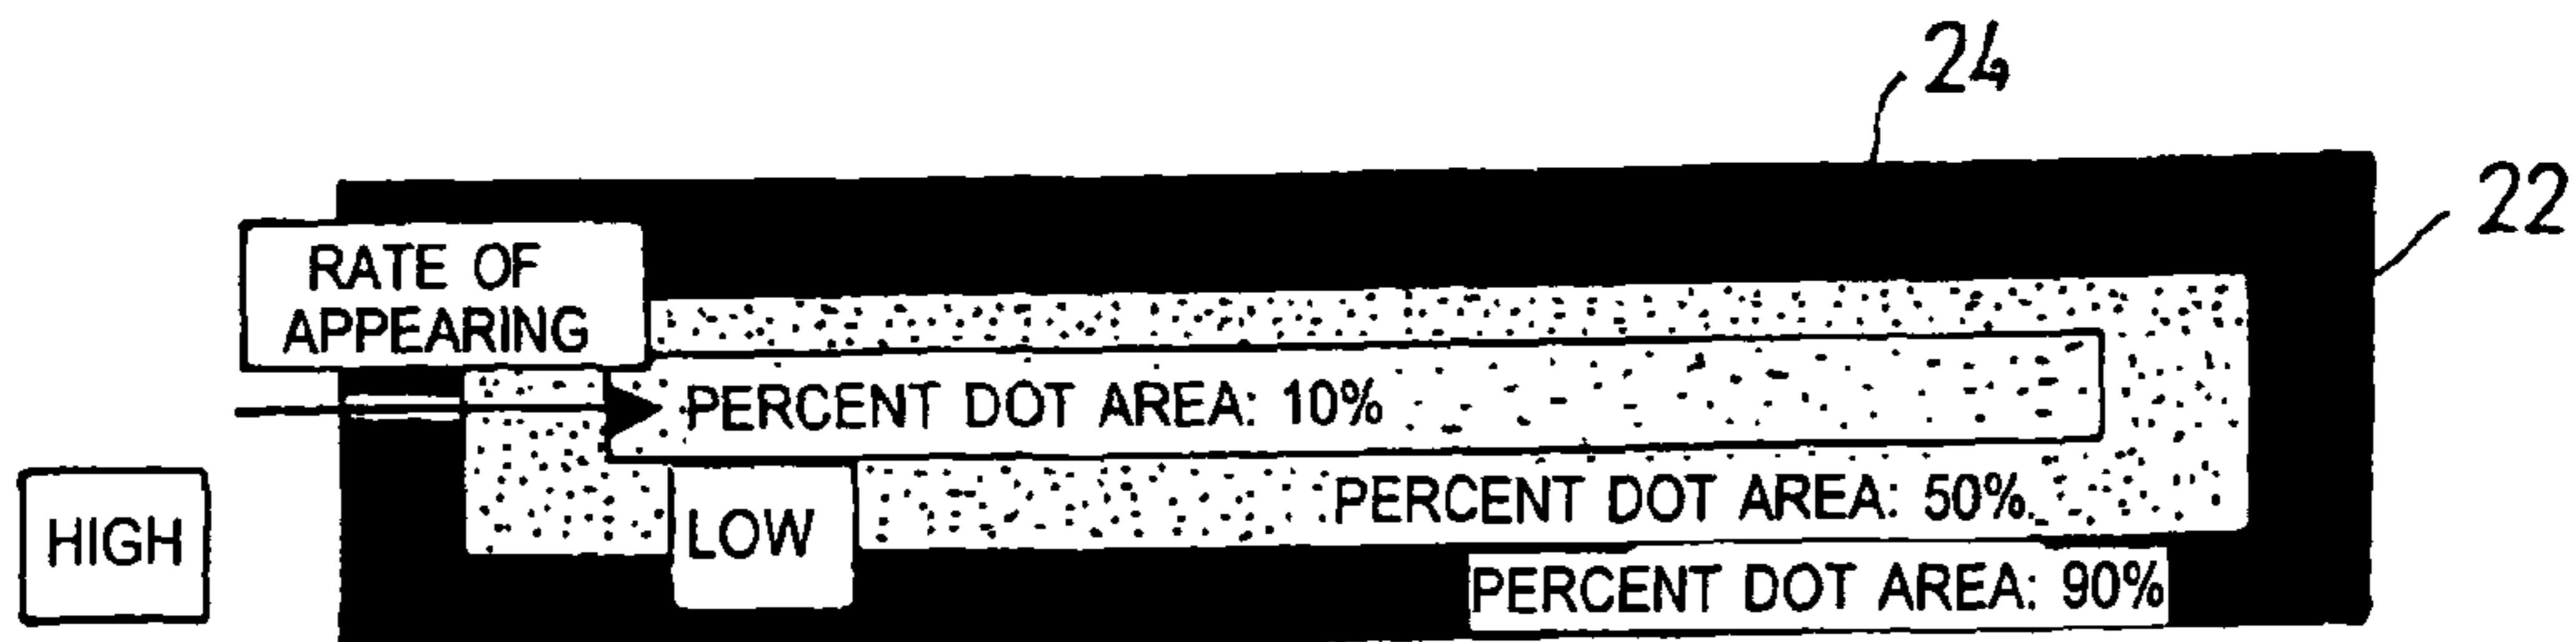 24
22
RATE OF
APPEARING
PERCENT DOT AREA: 10%
PERCENT DOT AREA: 50%
HIGH
LOW
PERCENT DOT AREA: 90%